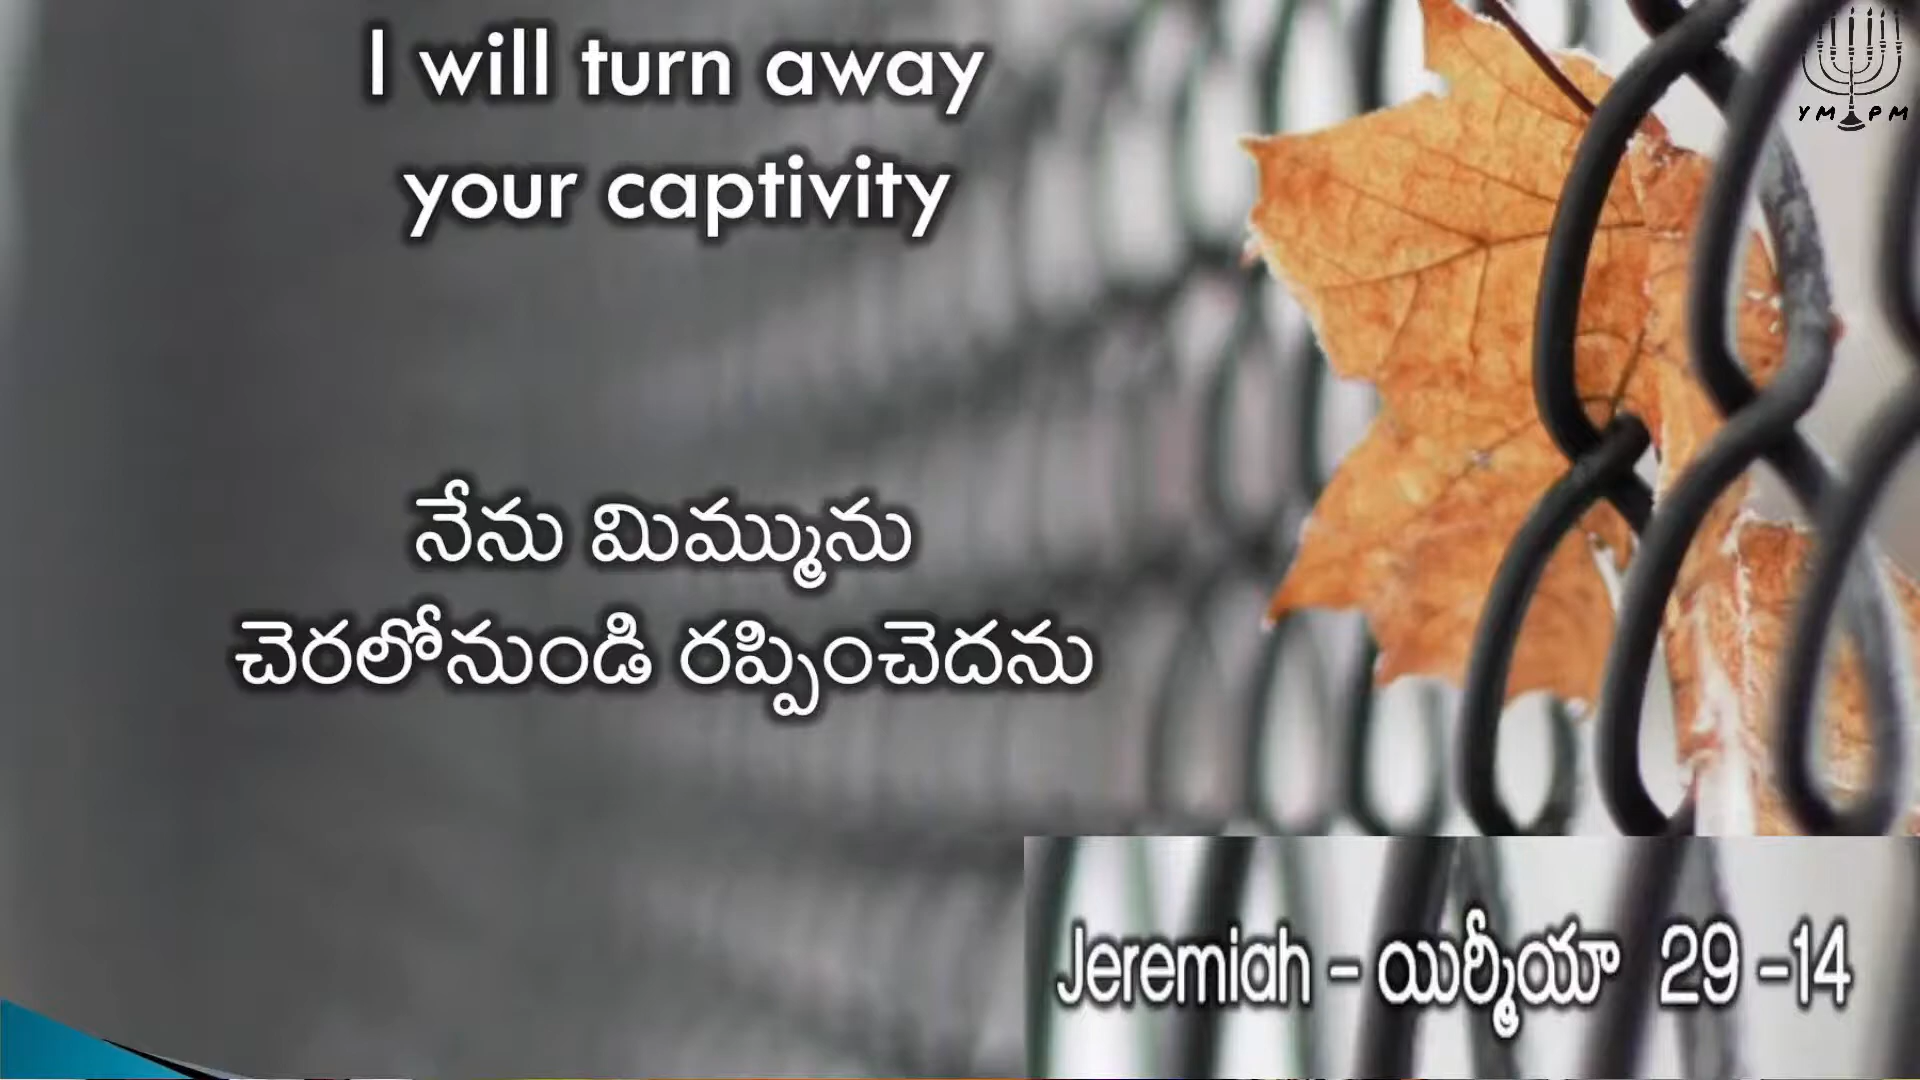 I will turn away
your captivity
నేను మిమ్మును
చెరలోనుండి రప్పించెదను
Jeremiah – యిర్మీయా 29 –14
YM PM